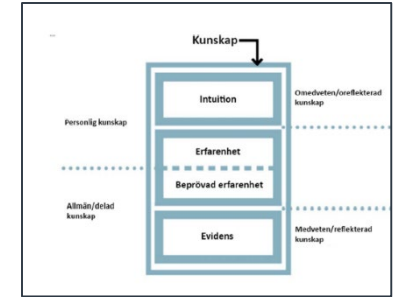 Kunskap
Intuition
Omedveten/oreflekterad
kunskap
Personlig kunskap
Erfarenhet
Beprövad erfarenhet
Allmän/delad
kunskap
Medveten/reflekterad
kunskap
Evidens